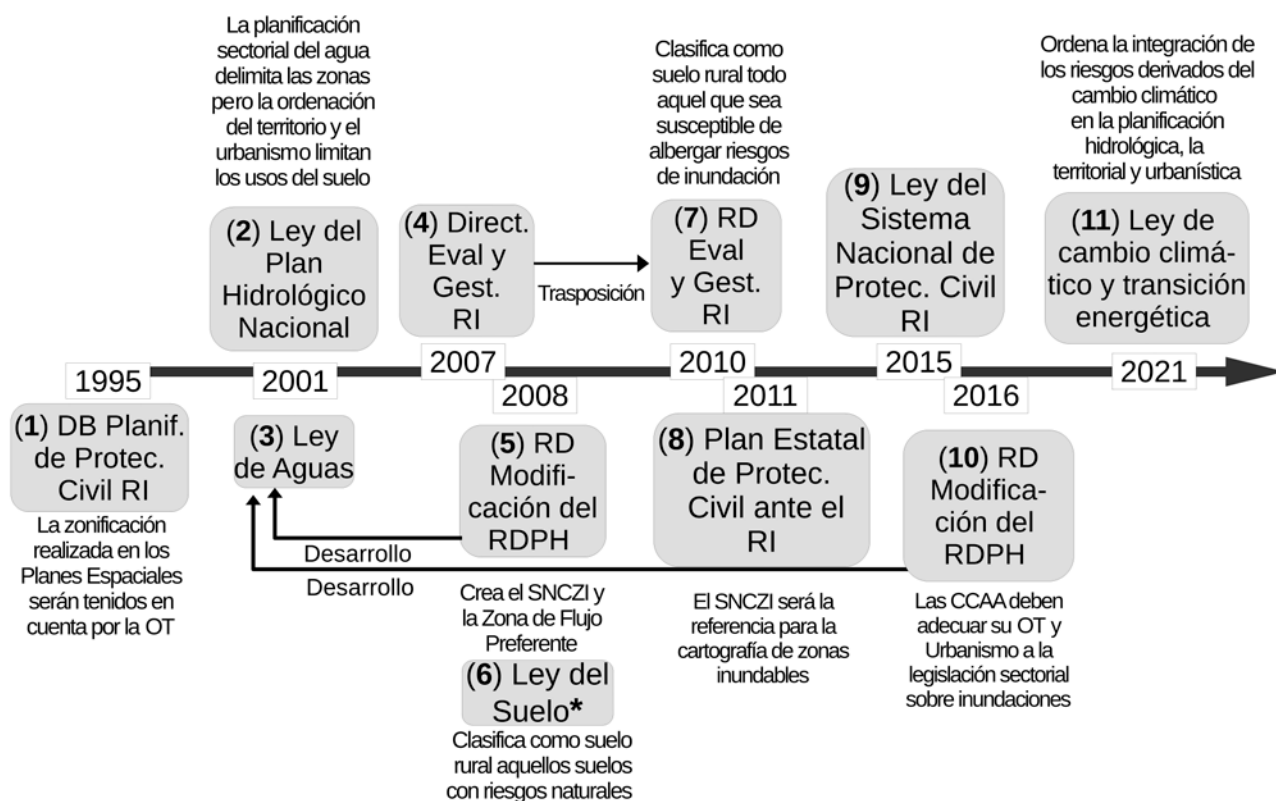 La planificación
sectorial del agua
delimita las zonas
pero la ordenación
del territorio y el
urbanismo limitan
los usos del suelo
(2) Ley del
Plan
Hidrológico
Nacional
(4) Direct.
Eval y
Gest.
RI
Trasposición
Clasifica como
suelo rural todo
aquel que sea
susceptible de
albergar riesgos
de inundación
(7) RD
Eval
y Gest.
RI
(9) Ley del
Sistema
Nacional de
Protec. Civil
RI
Ordena la integración de
los riesgos derivados del
cambio climático
en la planificación
hidrológica, la
territorial y urbanística
(11) Ley de
cambio climá-
tico y transición
energética
1995
2001
2007
2008
2010
2011
2015
2016
2021
(1) DB Planif.
de Protec.
Civil RI
La zonificación
realizada en los
Planes Espaciales
serán tenidos en
cuenta por la OT
(3) Ley
de Aguas
Desarrollo
Desarrollo
(5) RD
Modifi-
cación del
RDPH
Crea el SNCZI y
la Zona de Flujo
Preferente
(6) Ley del
Suelo*
Clasifica como suelo
rural aquellos suelos
con riesgos naturales
(8) Plan Estatal
de Protec.
Civil ante el
RI
El SNCZI será la
referencia para la
cartografía de zonas
inundables
(10) RD
Modifica-
ción del
RDPH
Las CCAA deben
adecuar su OT y
Urbanismo a la
legislación sectorial
sobre inundaciones